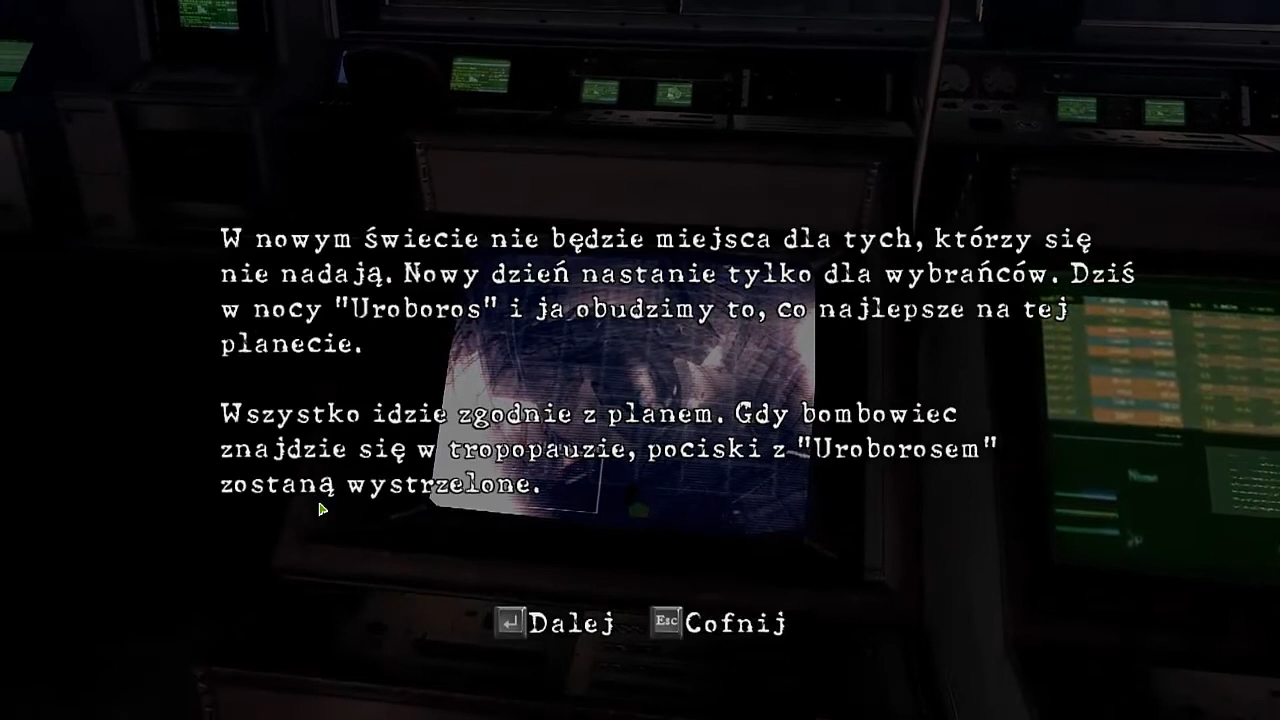 W nowym świecie nie będzie miejsca dla tych, którzy się
nie nadają. Nowy dzień nastanie tylko dla wybrańców. Dziś
w nocy "Uroboros" i ja obudzimy to, co najlepsze na tej
planecie.
Wszystko idzie zgodnie z planem. Gdy bombowiec
znajdzie się w tropopauzie, pociski z "Uroborosem"
zostaną wystrzelone.
Dalej Esc Cofnij